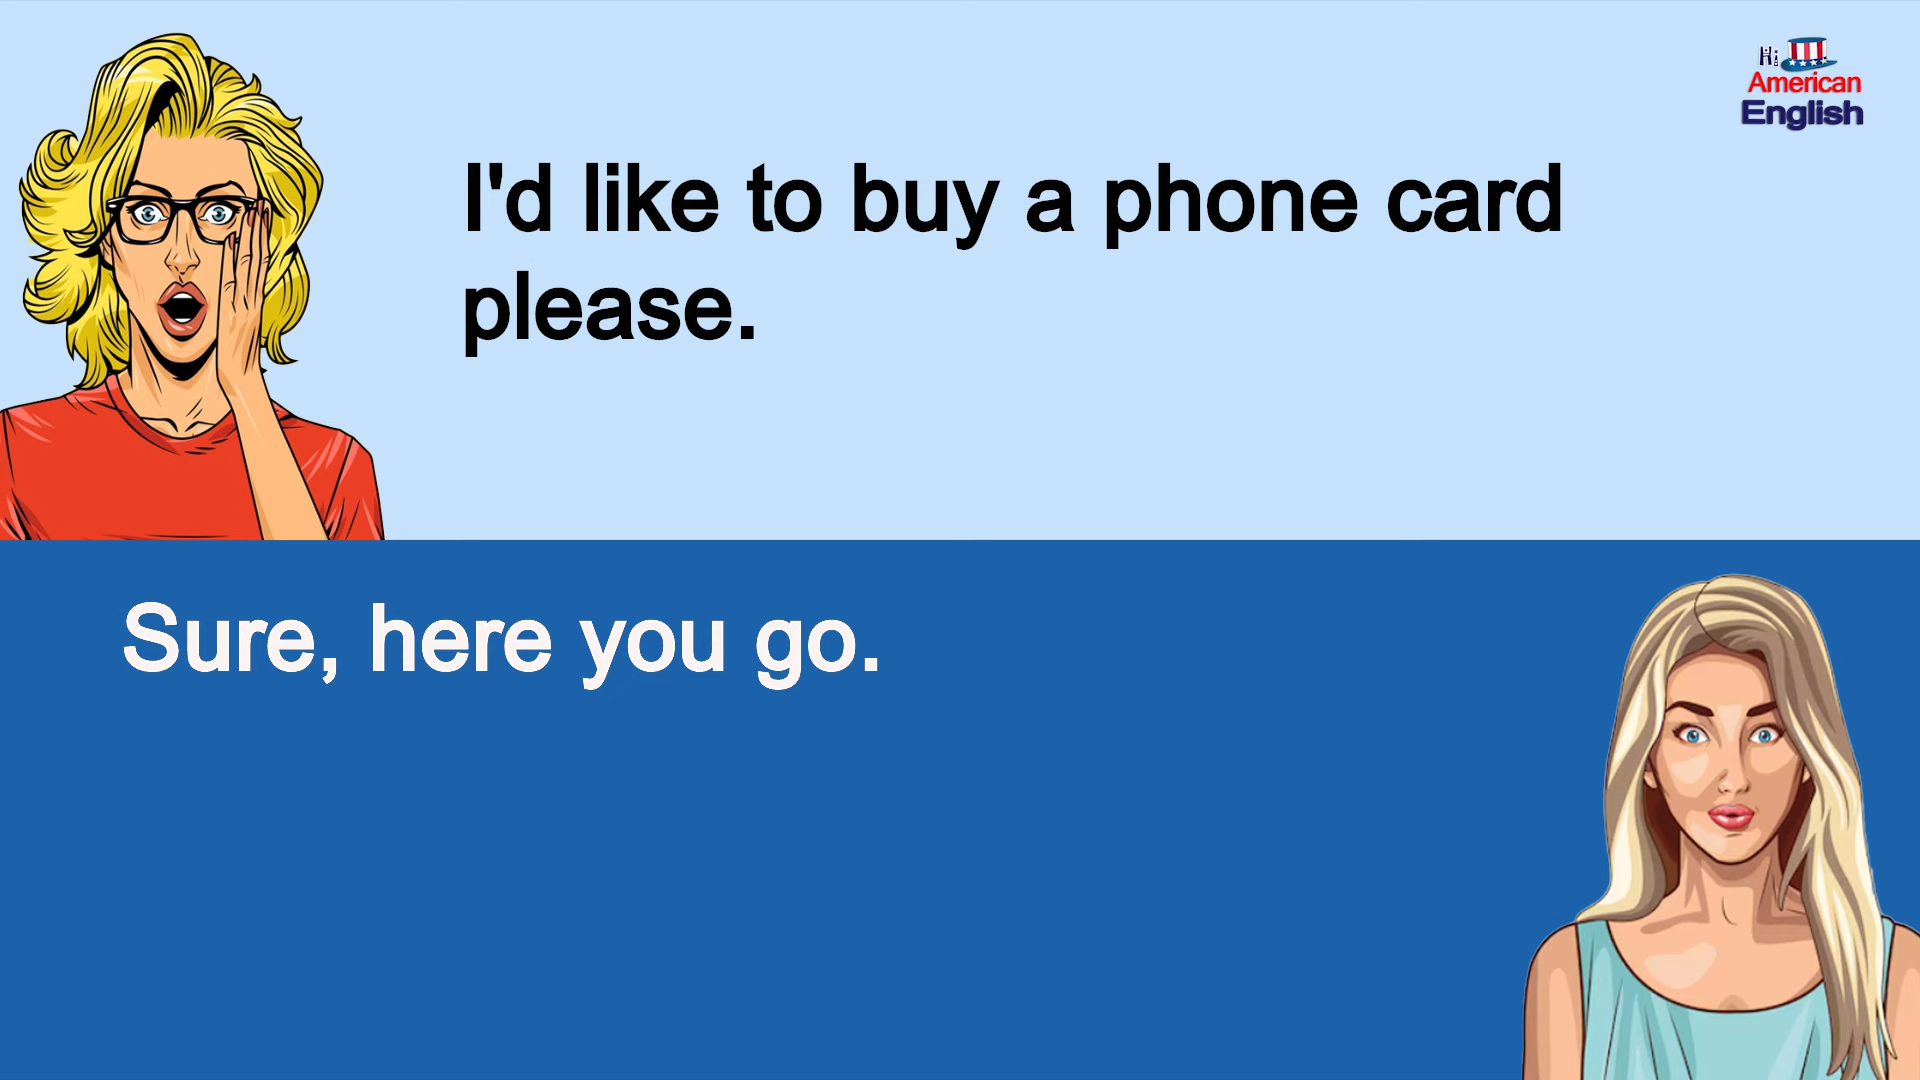 Hi
American
English
I'd like to buy a phone card
please.
Sure, here you go.